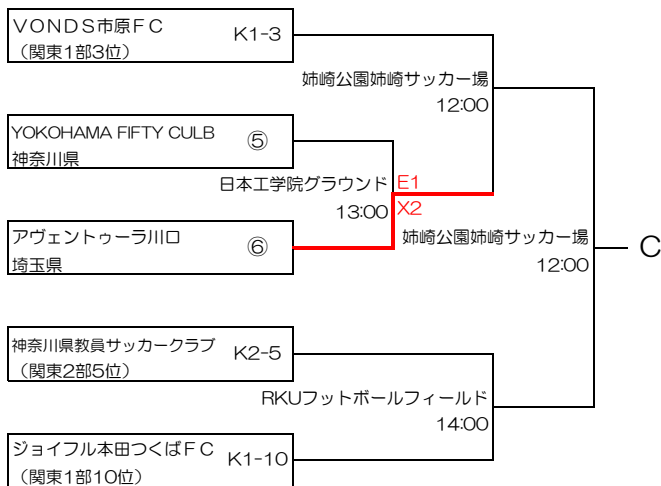 VONDS市原FC K1-3
（関東1部3位）
姉崎公園姉崎サッカー場
12:00
YOKOHAMA FIFTY CULB ⑤
神奈川県
日本工学院グラウンド E1
13:00 X2
アヴェントゥーラ川口 ⑥
埼玉県
姉崎公園姉崎サッカー場
12:00
C
神奈川県教員サッカークラブ K2-5
（関東2部5位）
RKUフットボールフィールド
14:00
ジョイフル本田つくばFC K1-10
（関東1部10位）